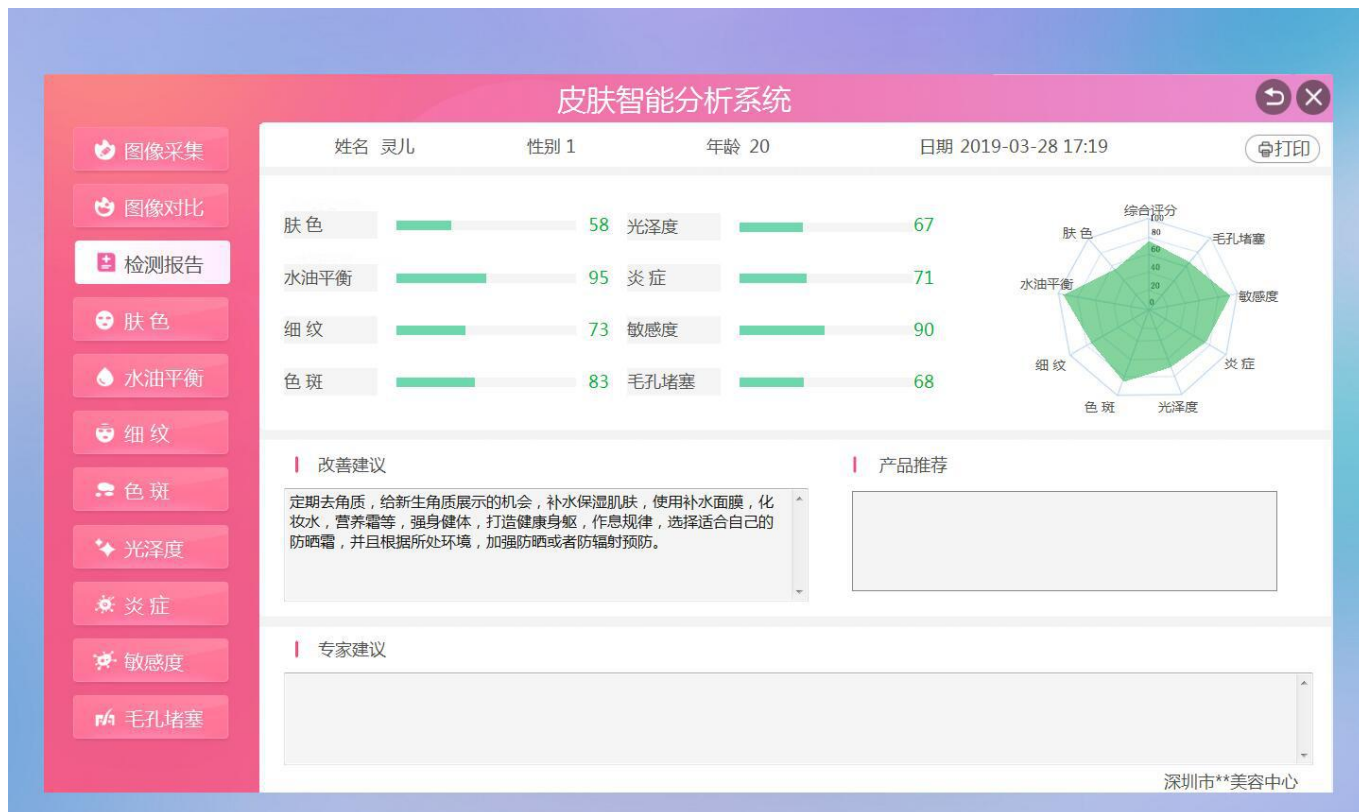 皮肤智能分析系统
图像采集
图像对比
检测报告
肤色
水油平衡
细纹
色斑
光泽度
炎症
敏感度
毛孔堵塞
姓名 灵儿 性别 1 年龄 20 日期 2019-03-28 17:19 打印
肤色 58 光泽度 67
水油平衡 95 炎症 71
细纹 73 敏感度 90
色斑 83 毛孔堵塞 68
综合评分
100
80
60
40
20
0
毛孔堵塞
敏感度
炎症
光泽度
色斑
细纹
水油平衡
肤色
改善建议
定期去角质，给新生角质展示的机会，补水保湿肌肤，使用补水面膜，化
妆水，营养霜等，强身健体，打造健康身躯，作息规律，选择适合自己的
防晒霜，并且根据所处环境，加强防晒或者防辐射预防。
产品推荐
专家建议
深圳市**美容中心